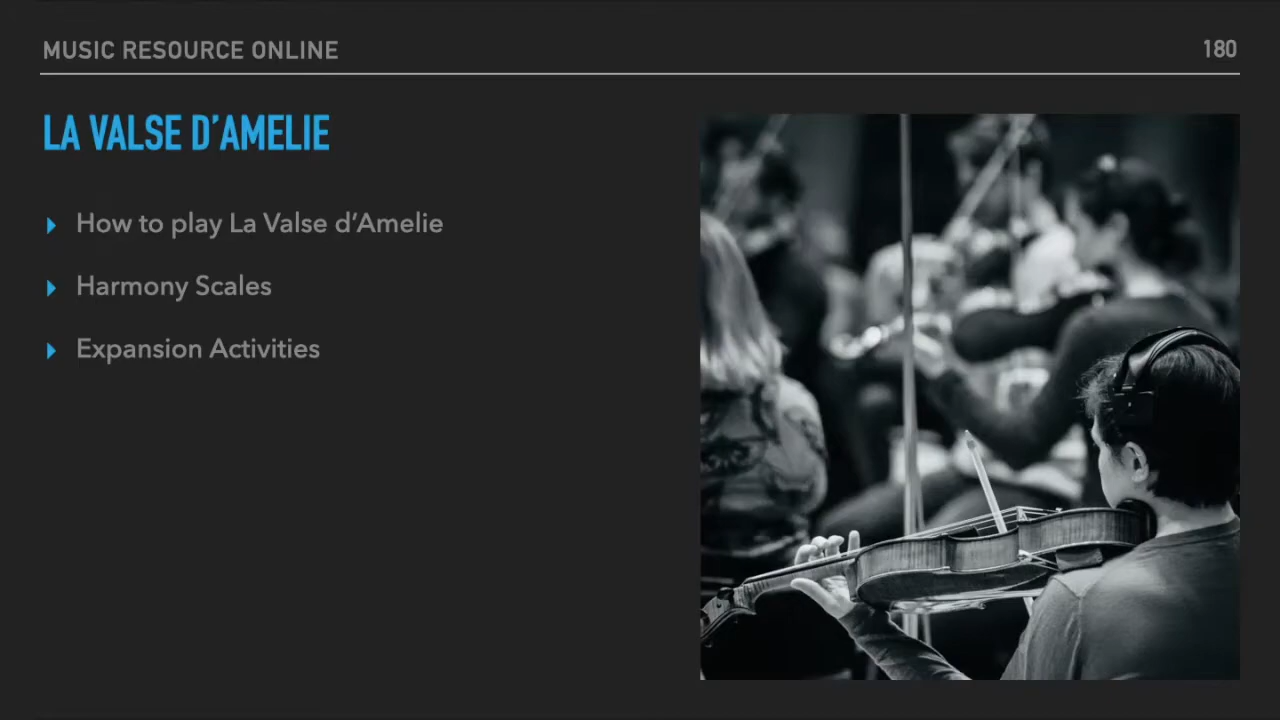 MUSIC RESOURCE ONLINE
180
LA VALSE D’AMELIE
How to play La Valse d’Amelie
Harmony Scales
Expansion Activities